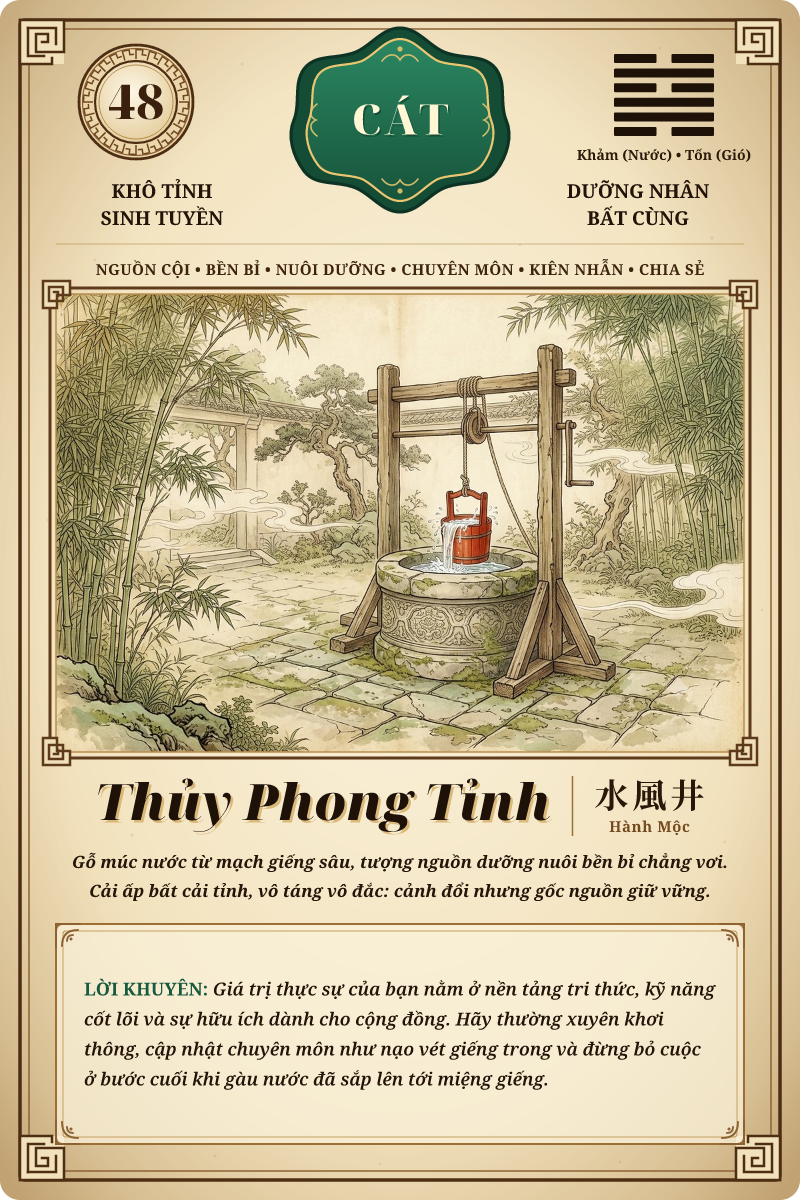 48
CÁT
Khảm (Nước) • Tốn (Gió)
KHÔ TỈNH
SINH TUYỀN
DƯỠNG NHÂN
BẤT CÙNG
NGUỒN CỘI • BỀN BỈ • NUÔI DƯỠNG • CHUYÊN MÔN • KIÊN NHẪN • CHIA SẺ
Thủy Phong Tỉnh
水風井
Hành Mộc
Gỗ múc nước từ mạch giếng sâu, tượng nguồn dưỡng nuôi bền bỉ chẳng vơi.
Cải ấp bất cải tỉnh, vô táng vô đắc: cảnh đổi nhưng gốc nguồn giữ vững.
LỜI KHUYÊN: Giá trị thực sự của bạn nằm ở nền tảng tri thức, kỹ năng
cốt lõi và sự hữu ích dành cho cộng đồng. Hãy thường xuyên khơi
thông, cập nhật chuyên môn như nạo vét giếng trong và đừng bỏ cuộc
ở bước cuối khi gàu nước đã sắp lên tới miệng giếng.